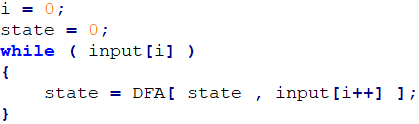 i = 0;
state = 0;
while ( input[i] )
{
    state = DFA[ state , input[i++] ];
}